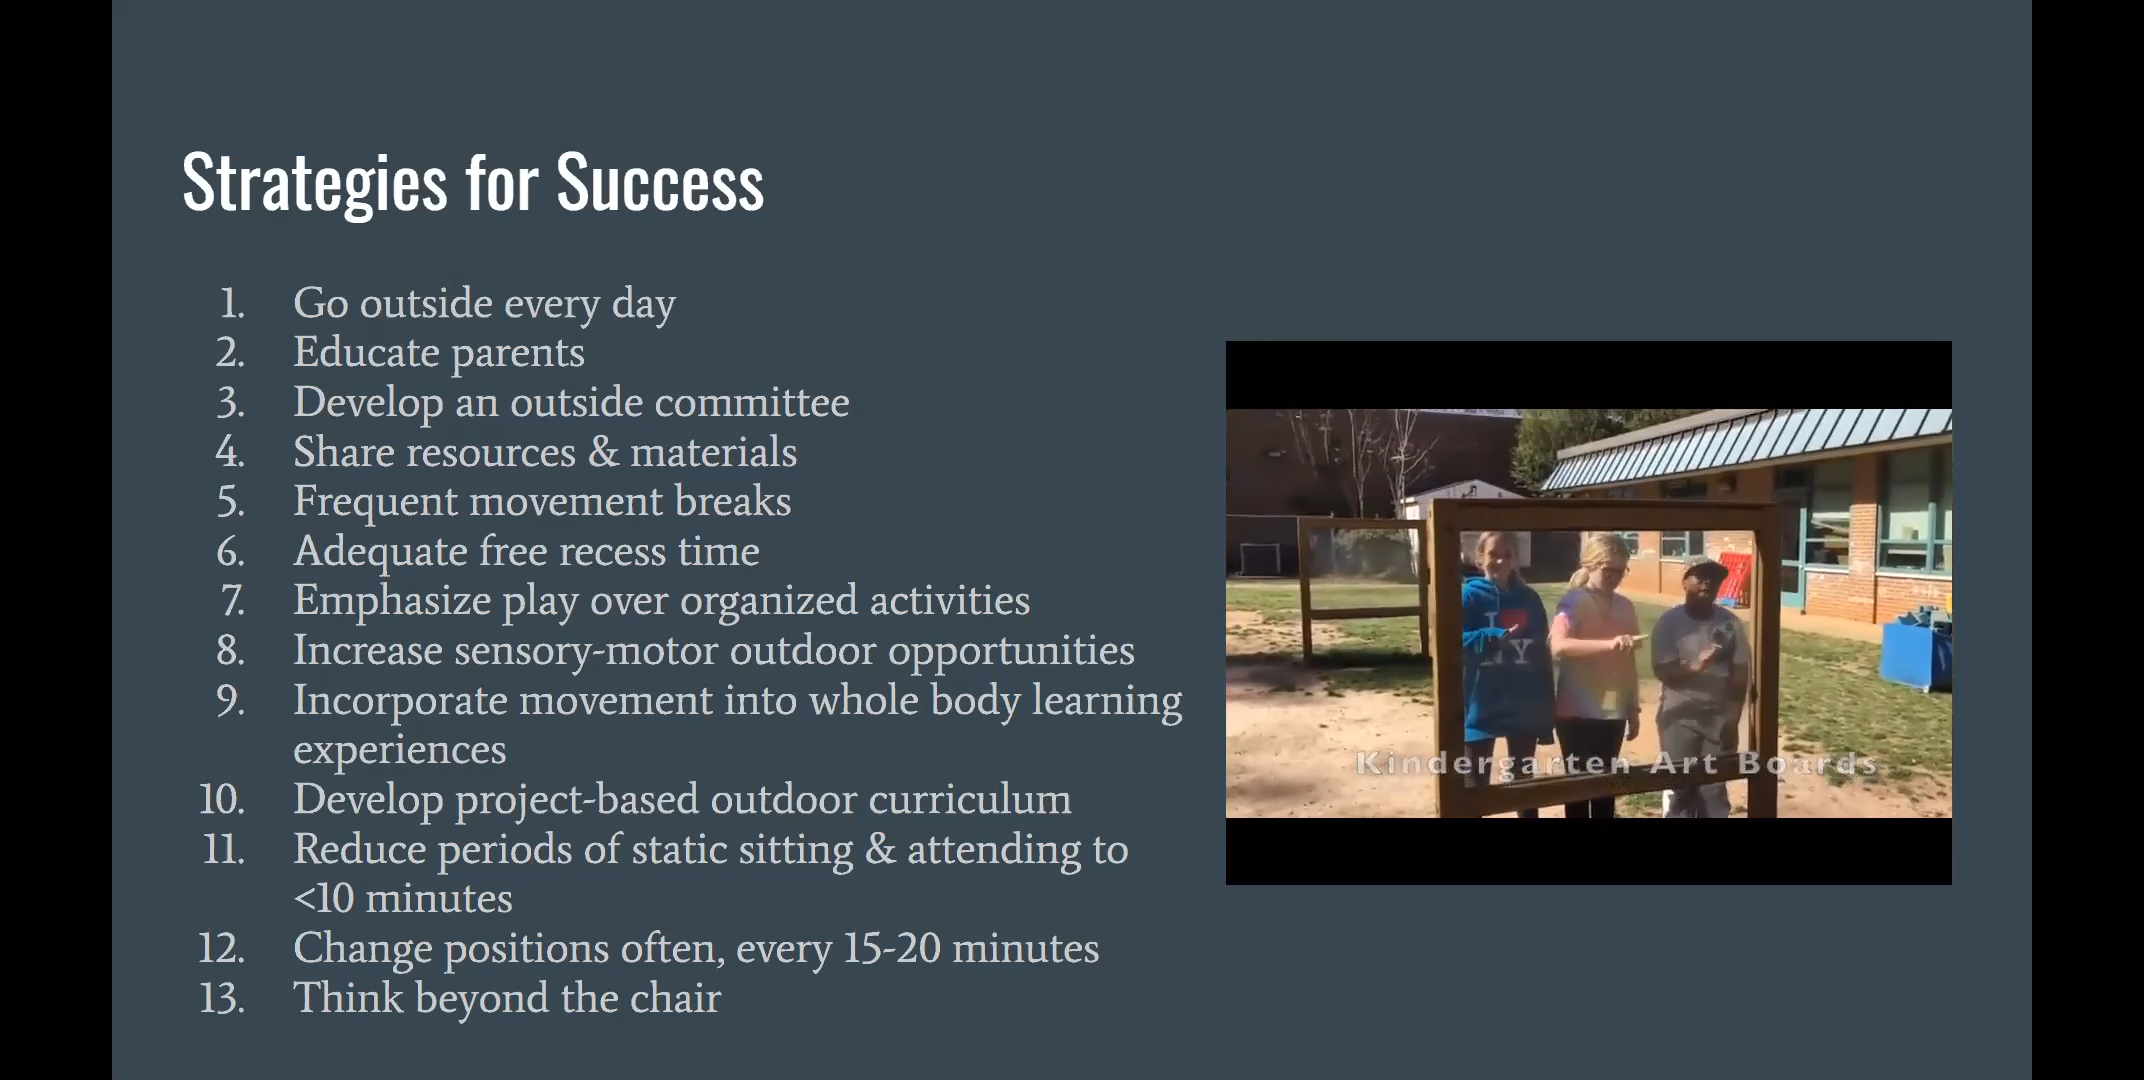 Strategies for Success
1. Go outside every day
2. Educate parents
3. Develop an outside committee
4. Share resources & materials
5. Frequent movement breaks
6. Adequate free recess time
7. Emphasize play over organized activities
8. Increase sensory-motor outdoor opportunities
9. Incorporate movement into whole body learning
experiences
10. Develop project-based outdoor curriculum
11. Reduce periods of static sitting & attending to
<10 minutes
12. Change positions often, every 15-20 minutes
13. Think beyond the chair
I
NY
Kindergarten Art Boards